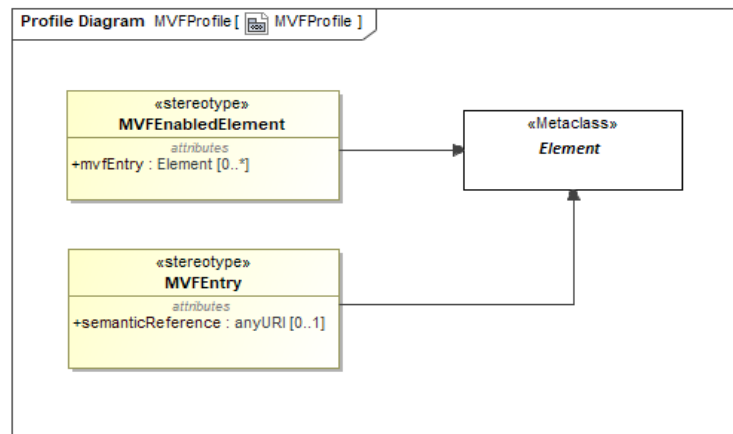 Profile Diagram MVFProfile [ MVFProfile ]
«stereotype»
MVFEnabledElement
attributes
+mvfEntry : Element [0..*]
«Metaclass»
Element
«stereotype»
MVFEntry
attributes
+semanticReference : anyURI [0..1]